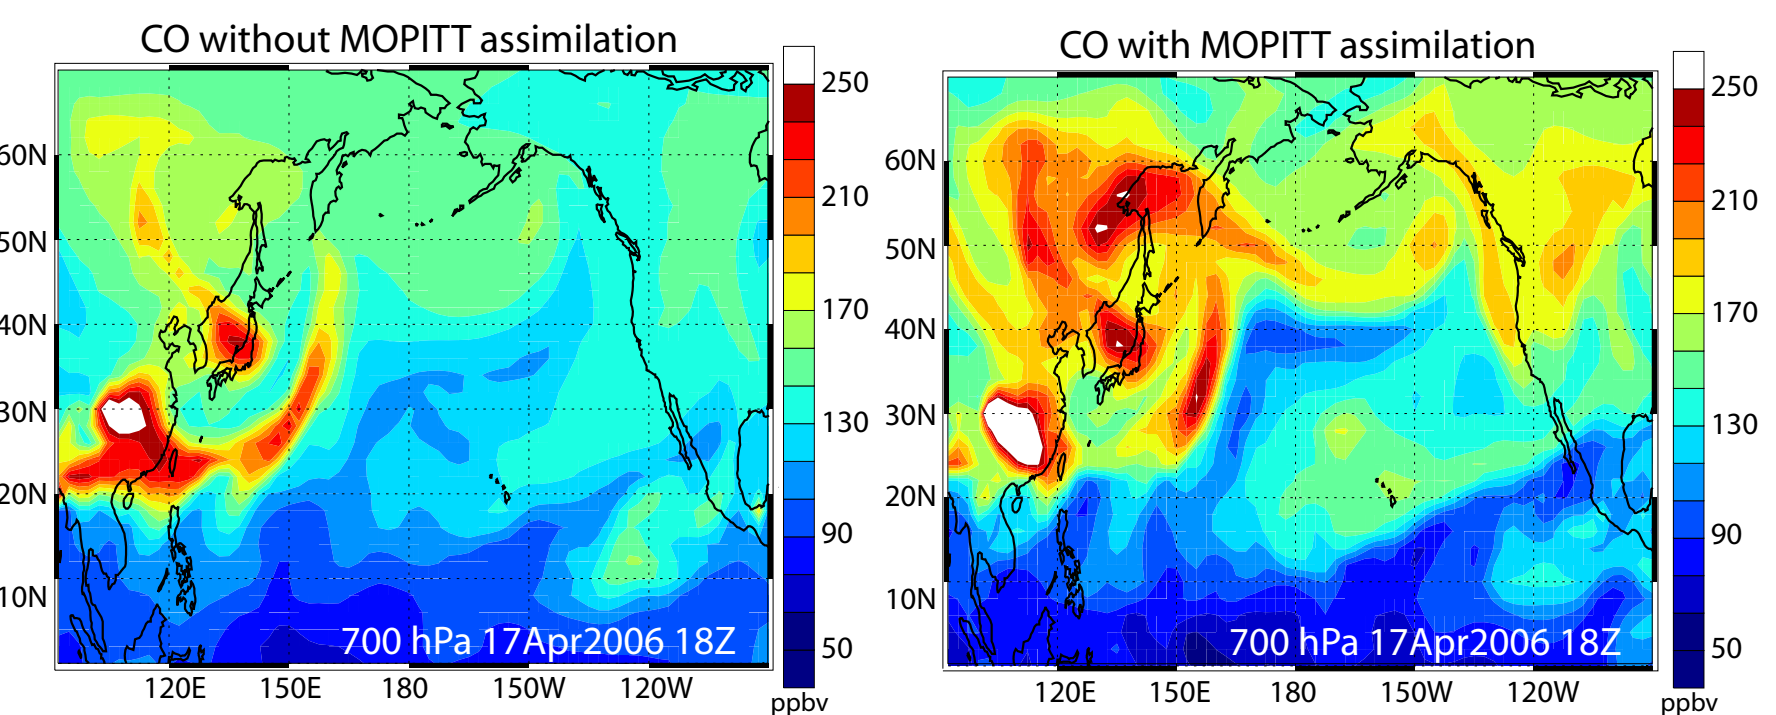 CO without MOPITT assimilation
60N
50N
40N
30N
20N
10N
700 hPa 17Apr2006 18Z
120E 150E 180 150W 120W
250
210
170
130
90
50
ppbv
CO with MOPITT assimilation
60N
50N
40N
30N
20N
10N
700 hPa 17Apr2006 18Z
120E 150E 180 150W 120W
250
210
170
130
90
50
ppbv